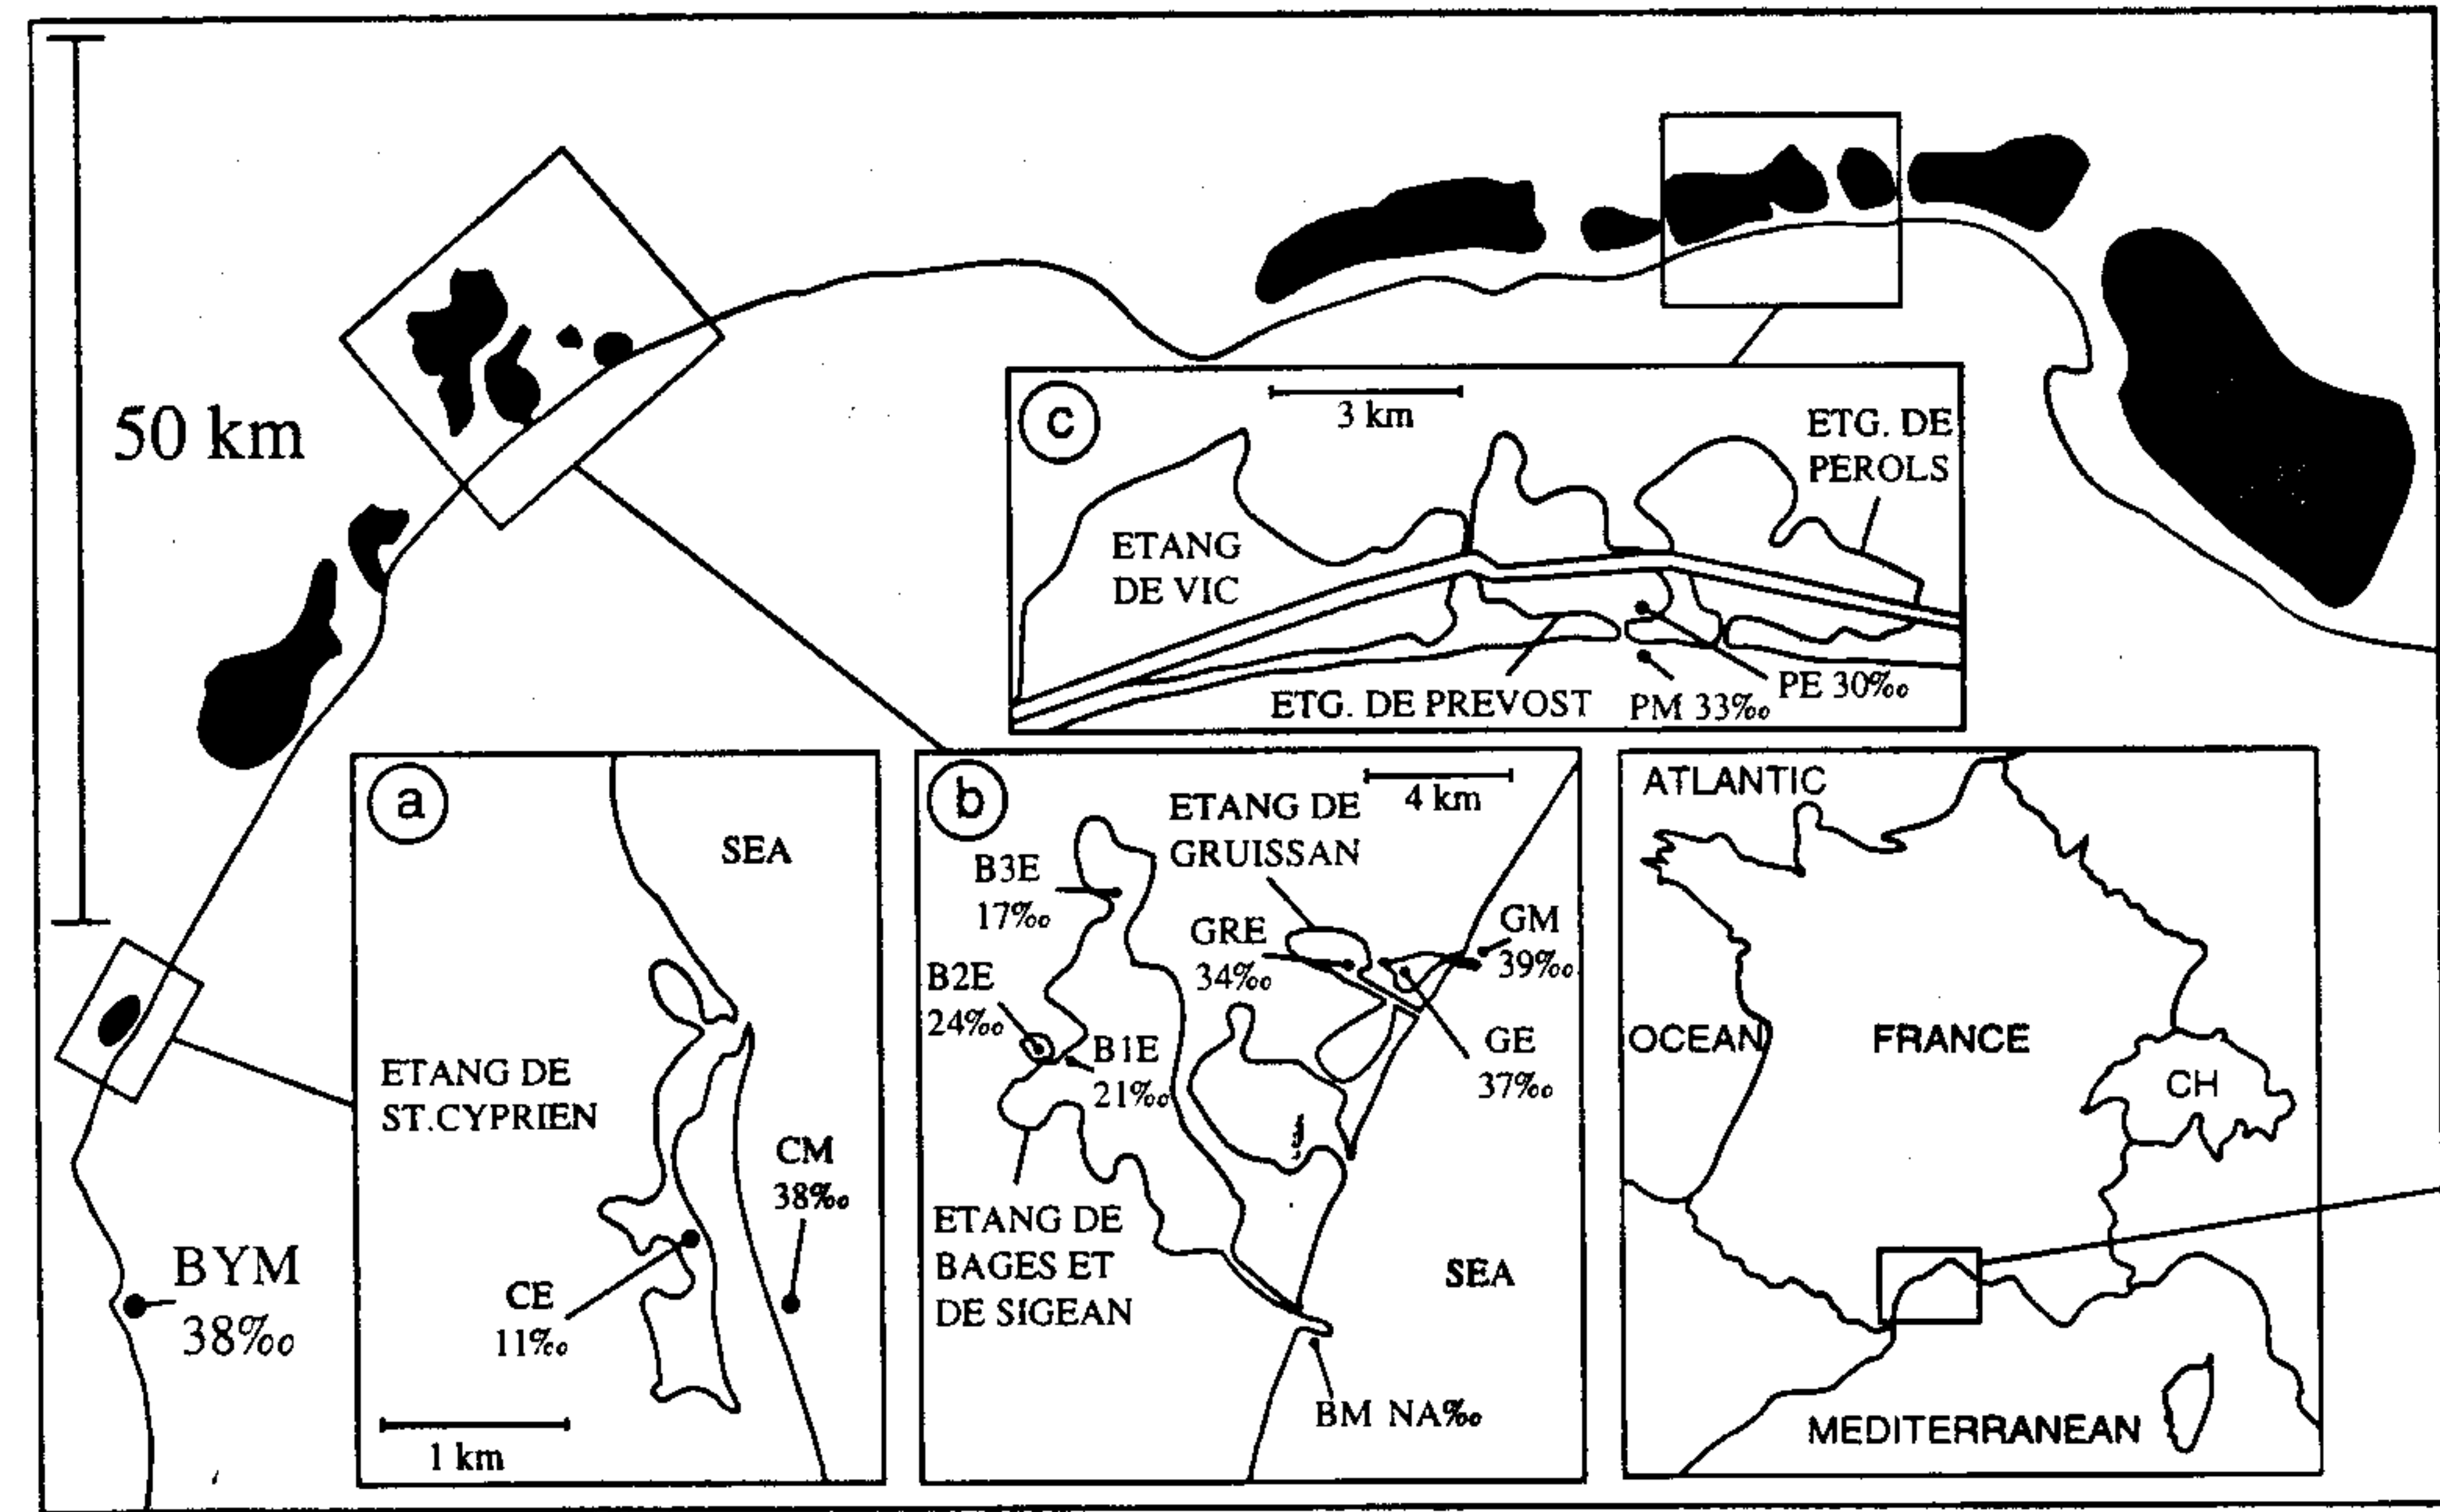 50 km
BYM
38‰
a
SEA
ETANG DE
ST.CYPRIEN
CM
38‰
CE
11‰
1 km
b
4 km
ETANG DE
GRUISSAN
B3E
17‰
GRE
34‰
GM
39‰
B2E
24‰
B1E
21‰
GE
37‰
ETANG DE
BAGES ET
DE SIGEAN
SEA
BM NA‰
c
3 km
ETG. DE
PEROLS
ETANG
DE VIC
ETG. DE PREVOST
PM 33‰
PE 30‰
ATLANTIC
OCEAN
FRANCE
CH
MEDITERRANEAN